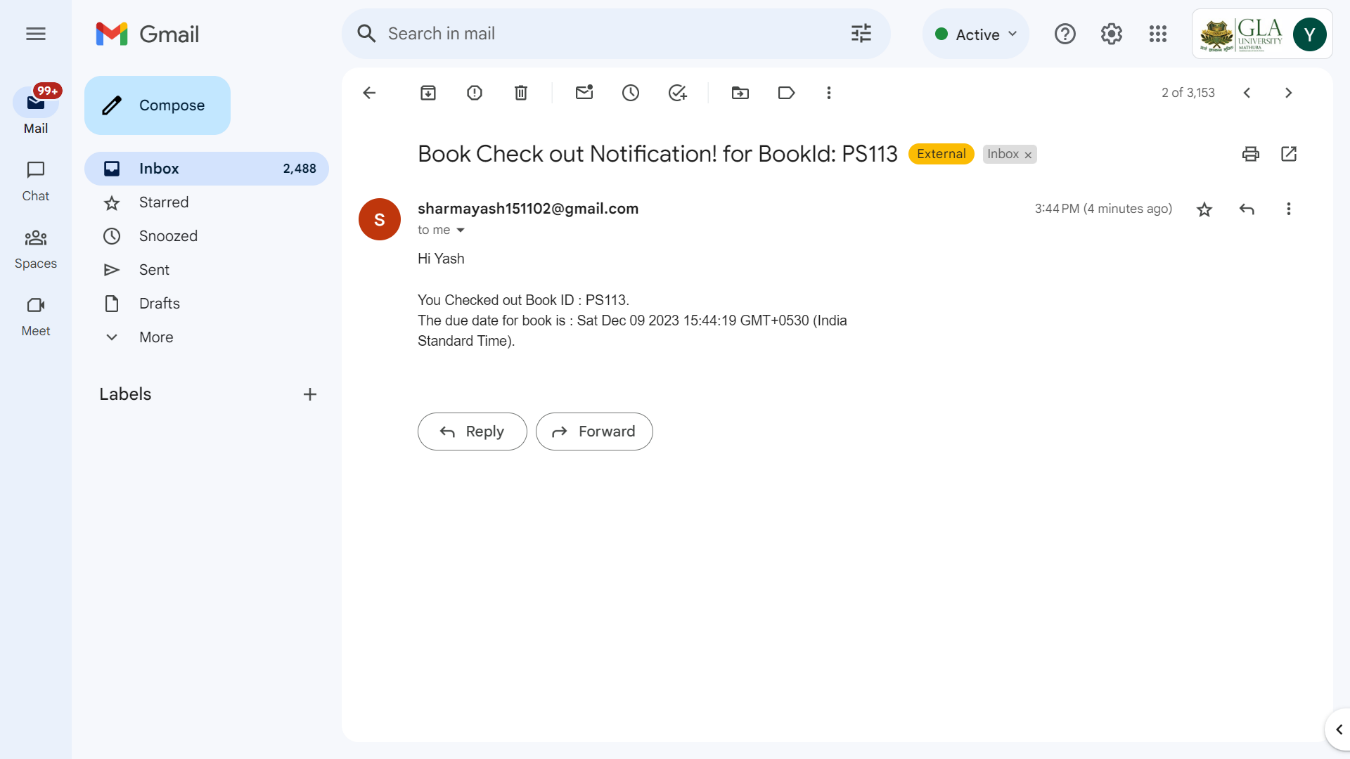 Gmail
Search in mail
Active
GLA
UNIVERSITY
MATHURA
Y
99+
Mail
Chat
Spaces
Meet
Compose
Inbox 2,488
Starred
Snoozed
Sent
Drafts
More
Labels
2 of 3,153
Book Check out Notification! for BookId: PS113 External Inbox x
S
sharmayash151102@gmail.com 3:44 PM (4 minutes ago)
to me
Hi Yash
You Checked out Book ID : PS113.
The due date for book is : Sat Dec 09 2023 15:44:19 GMT+0530 (India
Standard Time).
Reply Forward